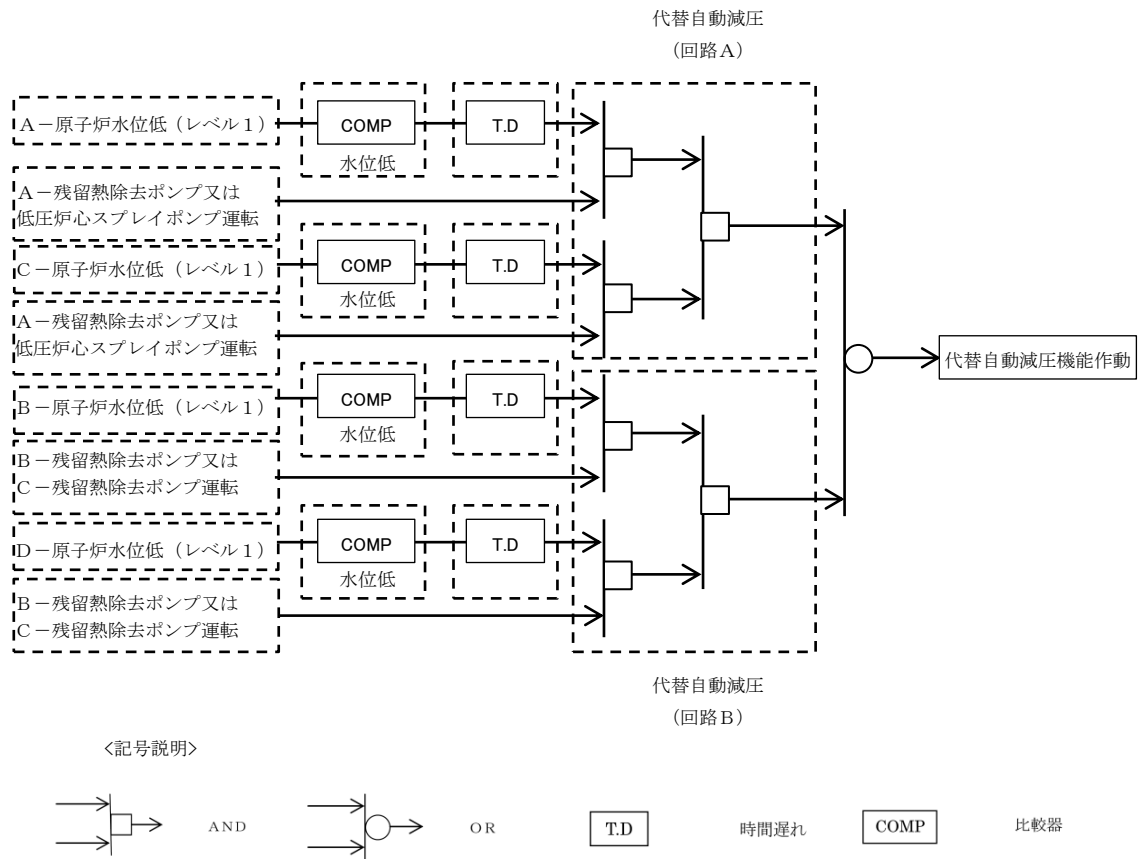 代替自動減圧
（回路Ａ）
Ａ－原子炉水位低（レベル１）
COMP
T.D
水位低
Ａ－残留熱除去ポンプ又は
低圧炉心スプレイポンプ運転
Ｃ－原子炉水位低（レベル１）
COMP
T.D
水位低
Ａ－残留熱除去ポンプ又は
低圧炉心スプレイポンプ運転
代替自動減圧機能作動
Ｂ－原子炉水位低（レベル１）
COMP
T.D
水位低
Ｂ－残留熱除去ポンプ又は
Ｃ－残留熱除去ポンプ運転
Ｄ－原子炉水位低（レベル１）
COMP
T.D
水位低
Ｂ－残留熱除去ポンプ又は
Ｃ－残留熱除去ポンプ運転
代替自動減圧
（回路Ｂ）
<記号説明>
ＡＮＤ
ＯＲ
T.D
時間遅れ
COMP
比較器